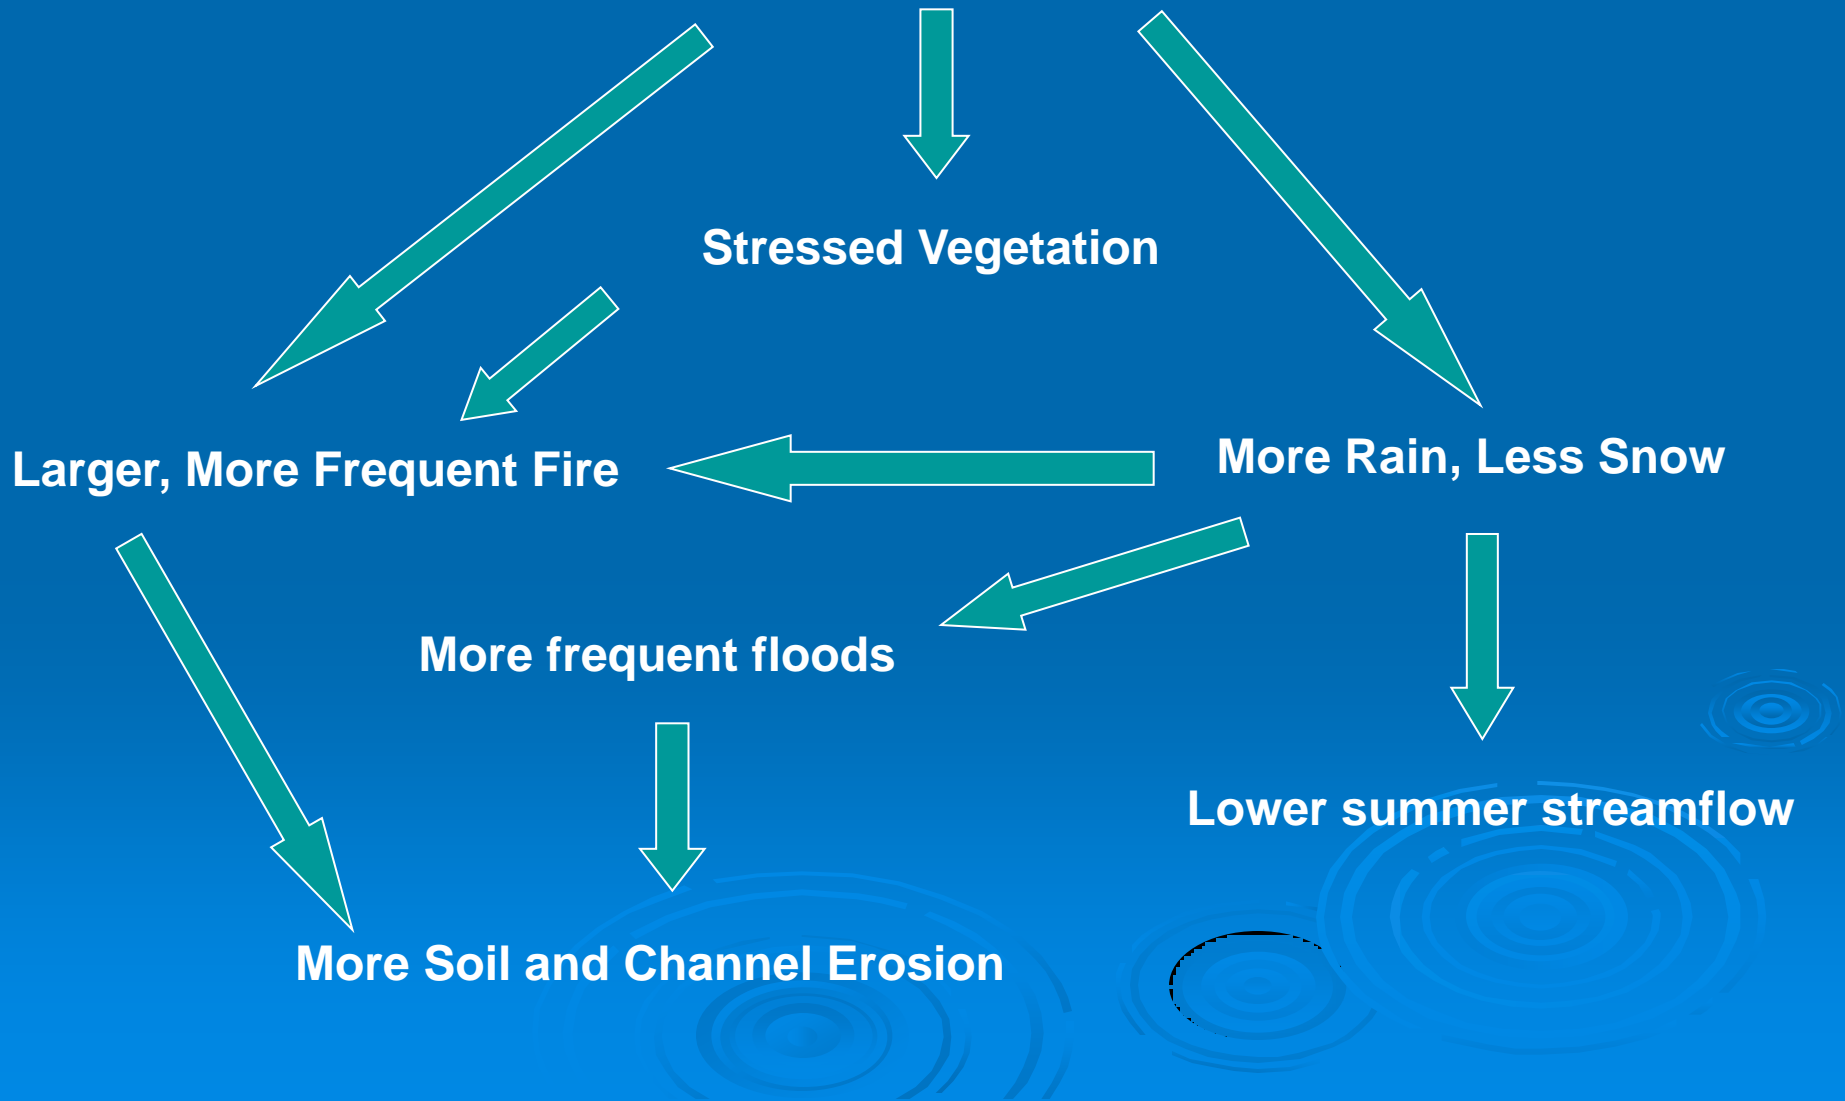 Stressed Vegetation
More Rain, Less Snow
Larger, More Frequent Fire
More frequent floods
Lower summer streamflow
More Soil and Channel Erosion